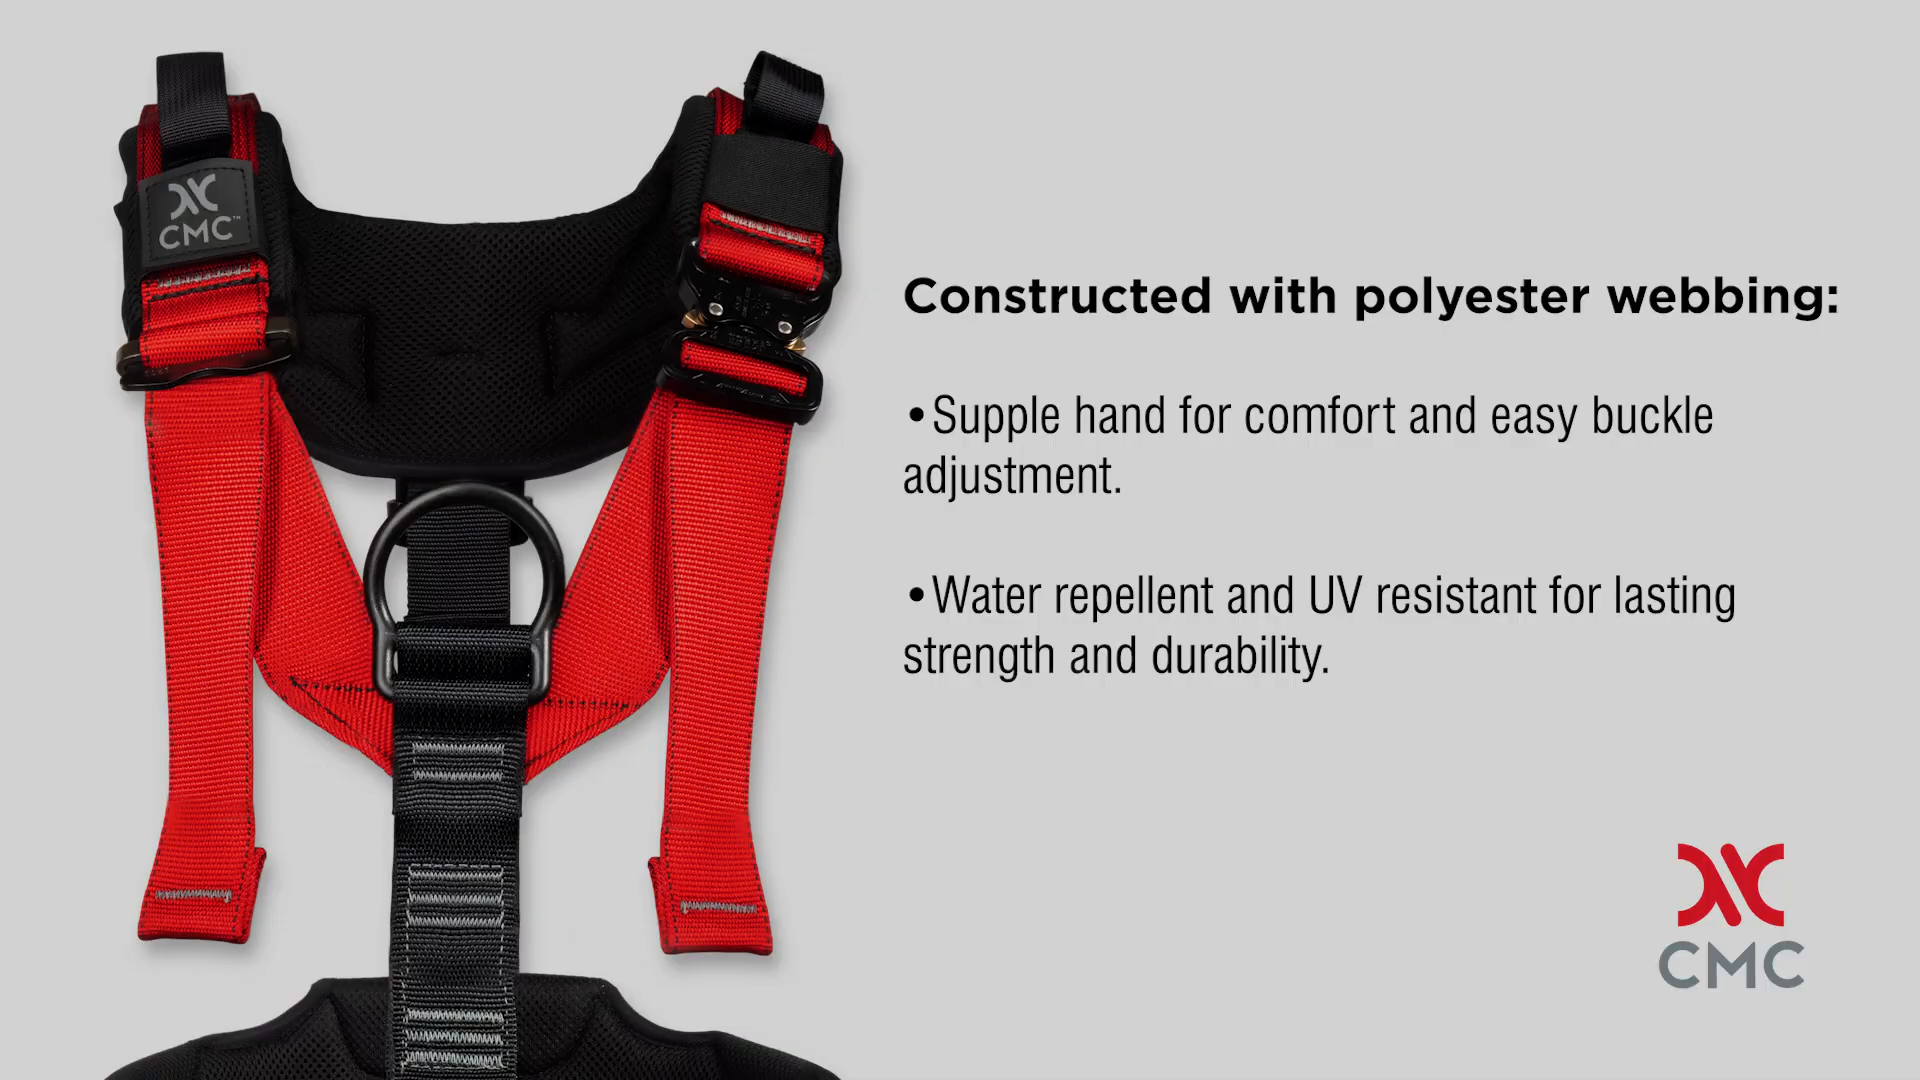 CMC™
Constructed with polyester webbing:
•Supple hand for comfort and easy buckle
adjustment.
•Water repellent and UV resistant for lasting
strength and durability.
CMC